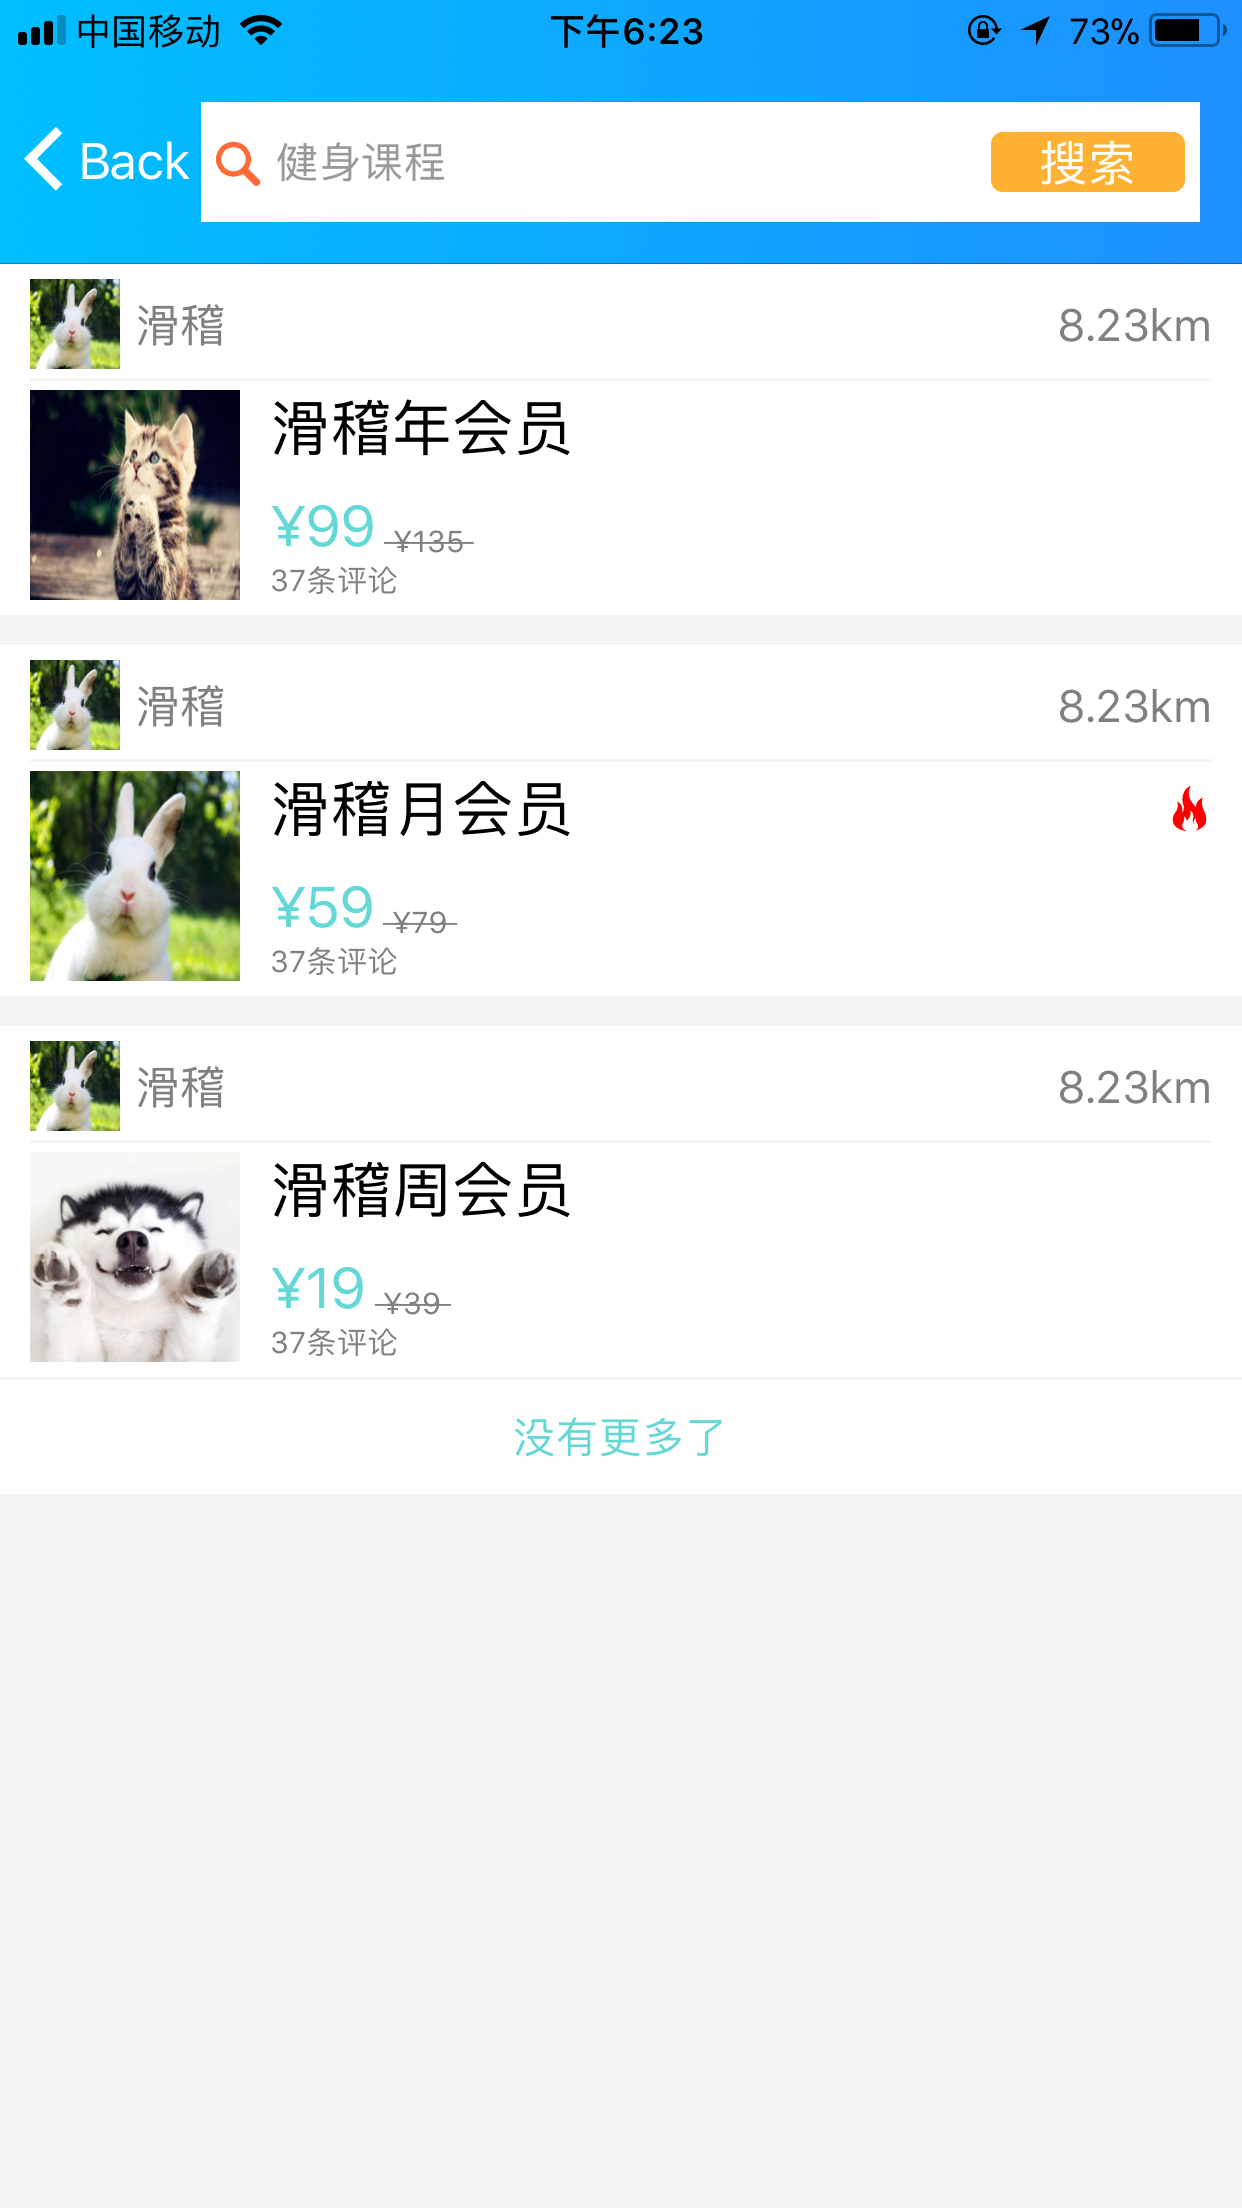 中国移动 下午6:23 73%
Back 健身课程 搜索
滑稽 8.23km
滑稽年会员
¥99 ¥135
37条评论
滑稽 8.23km
滑稽月会员
¥59 ¥79
37条评论
滑稽 8.23km
滑稽周会员
¥19 ¥39
37条评论
没有更多了